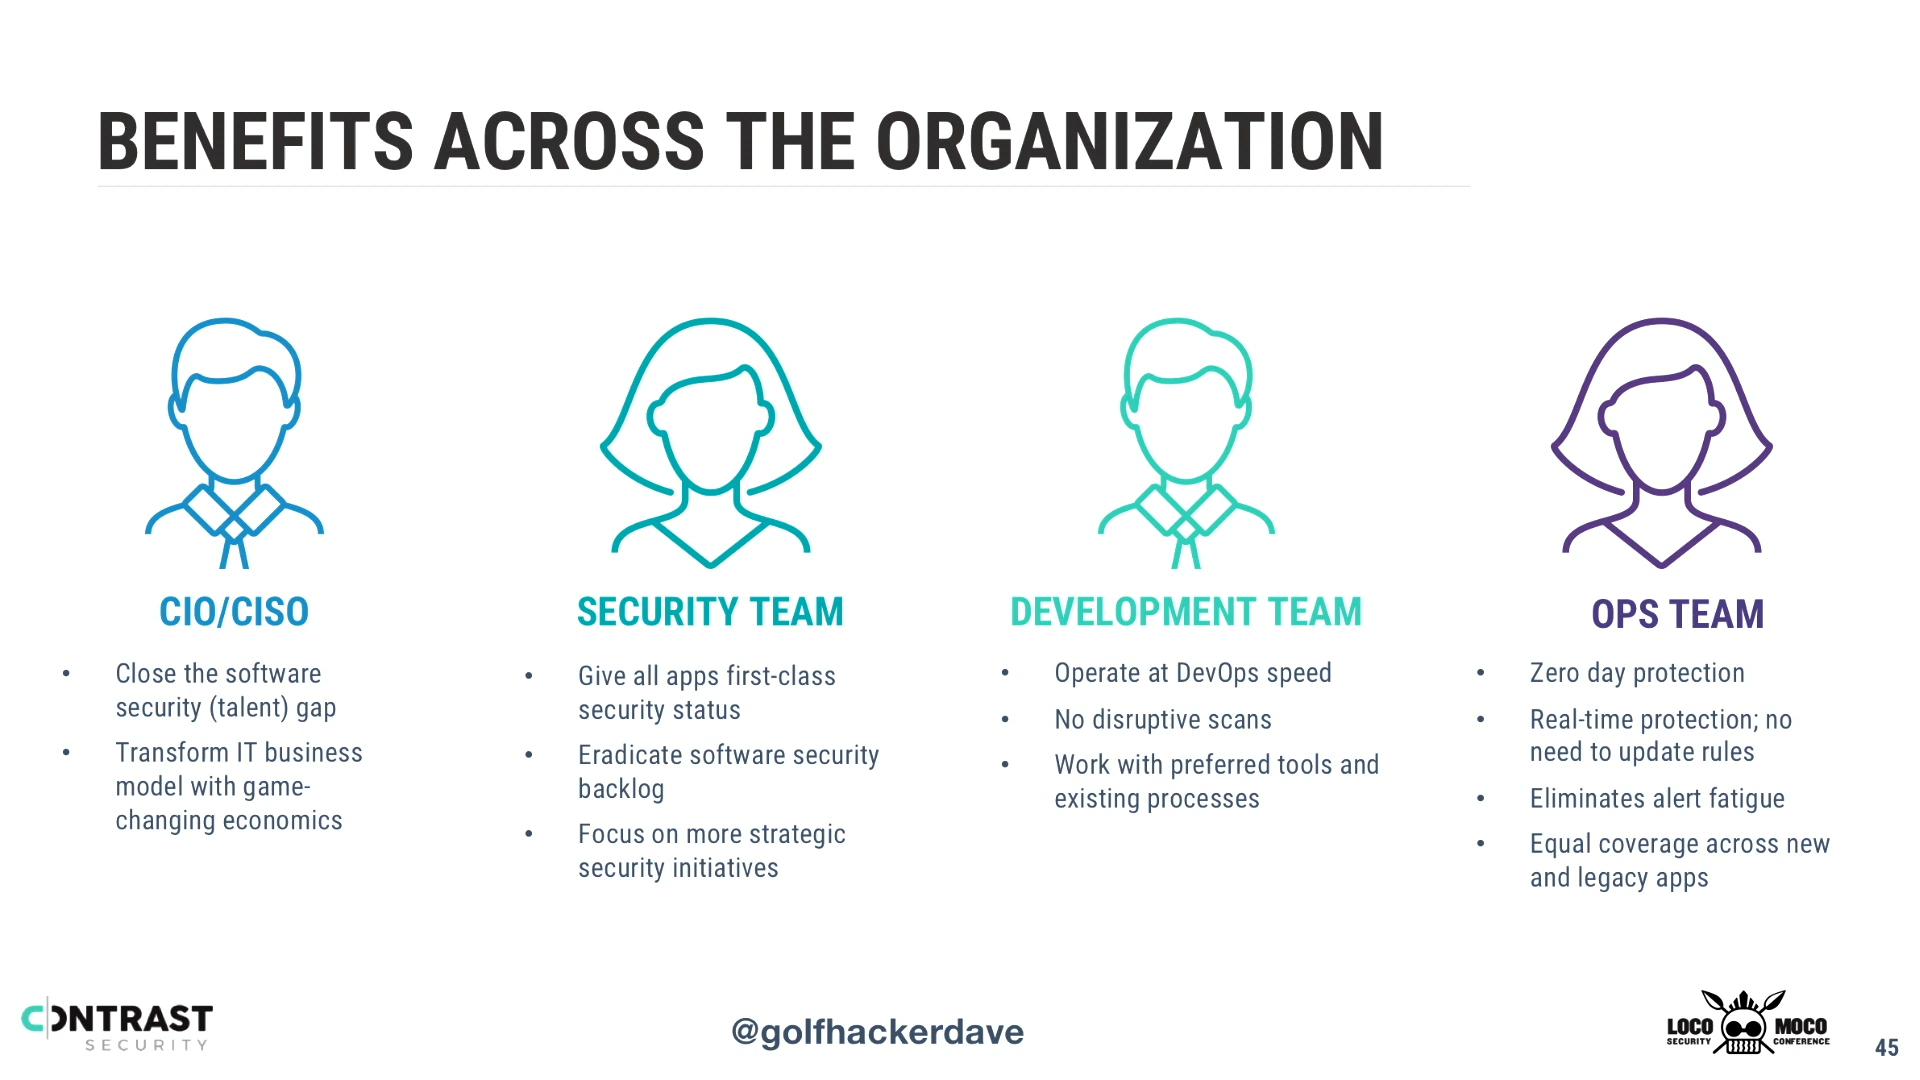 BENEFITS ACROSS THE ORGANIZATION
CIO/CISO
• Close the software
security (talent) gap
• Transform IT business
model with game-
changing economics
SECURITY TEAM
• Give all apps first-class
security status
• Eradicate software security
backlog
• Focus on more strategic
security initiatives
DEVELOPMENT TEAM
• Operate at DevOps speed
• No disruptive scans
• Work with preferred tools and
existing processes
OPS TEAM
• Zero day protection
• Real-time protection; no
need to update rules
• Eliminates alert fatigue
• Equal coverage across new
and legacy apps
CONTRAST
SECURITY
@golfhackerdave
LOCO MOCO
SECURITY CONFERENCE
45